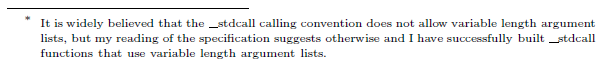 * It is widely believed that the __stdcall calling convention does not allow variable length argument
lists, but my reading of the specification suggests otherwise and I have successfully built __stdcall
functions that use variable length argument lists.